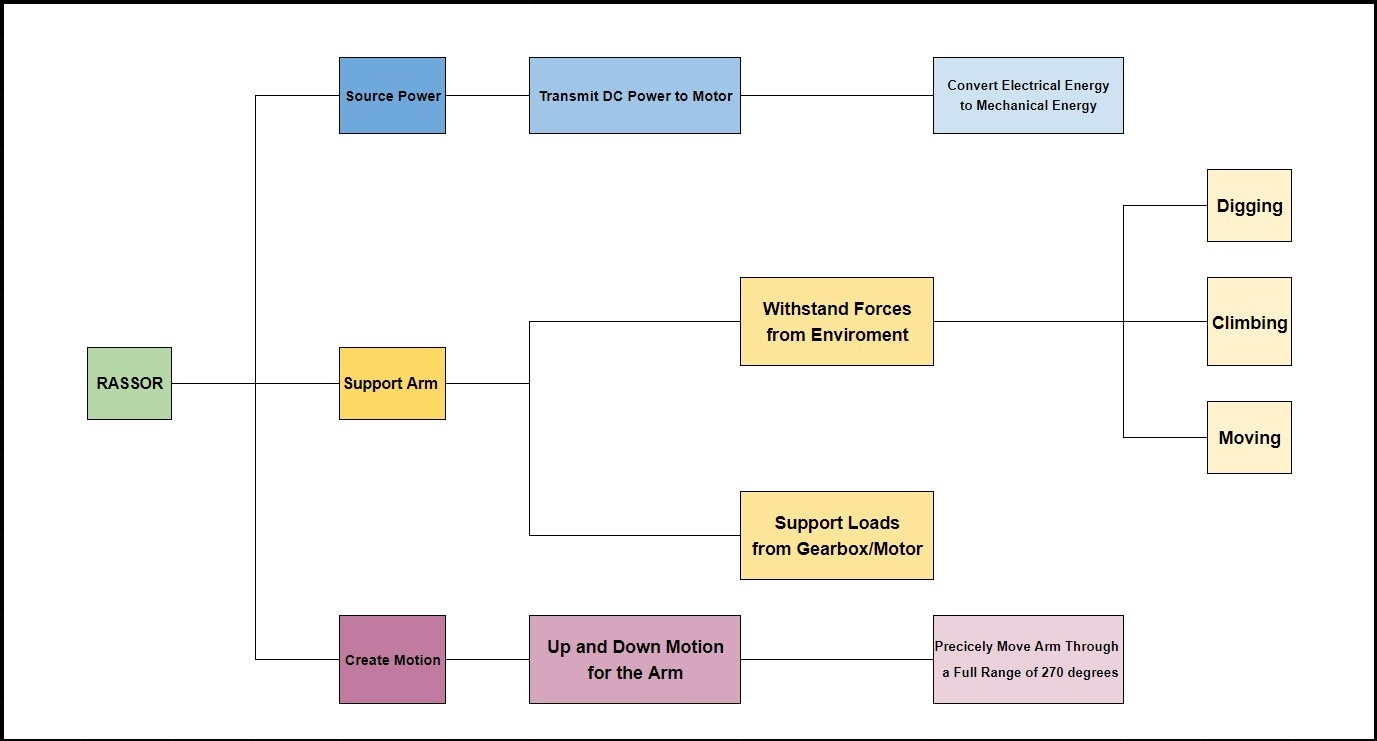 Source Power
Transmit DC Power to Motor
Convert Electrical Energy
to Mechanical Energy
Digging
Withstand Forces
from Enviroment
Climbing
RASSOR
Support Arm
Moving
Support Loads
from Gearbox/Motor
Create Motion
Up and Down Motion
for the Arm
Precicely Move Arm Through
a Full Range of 270 degrees